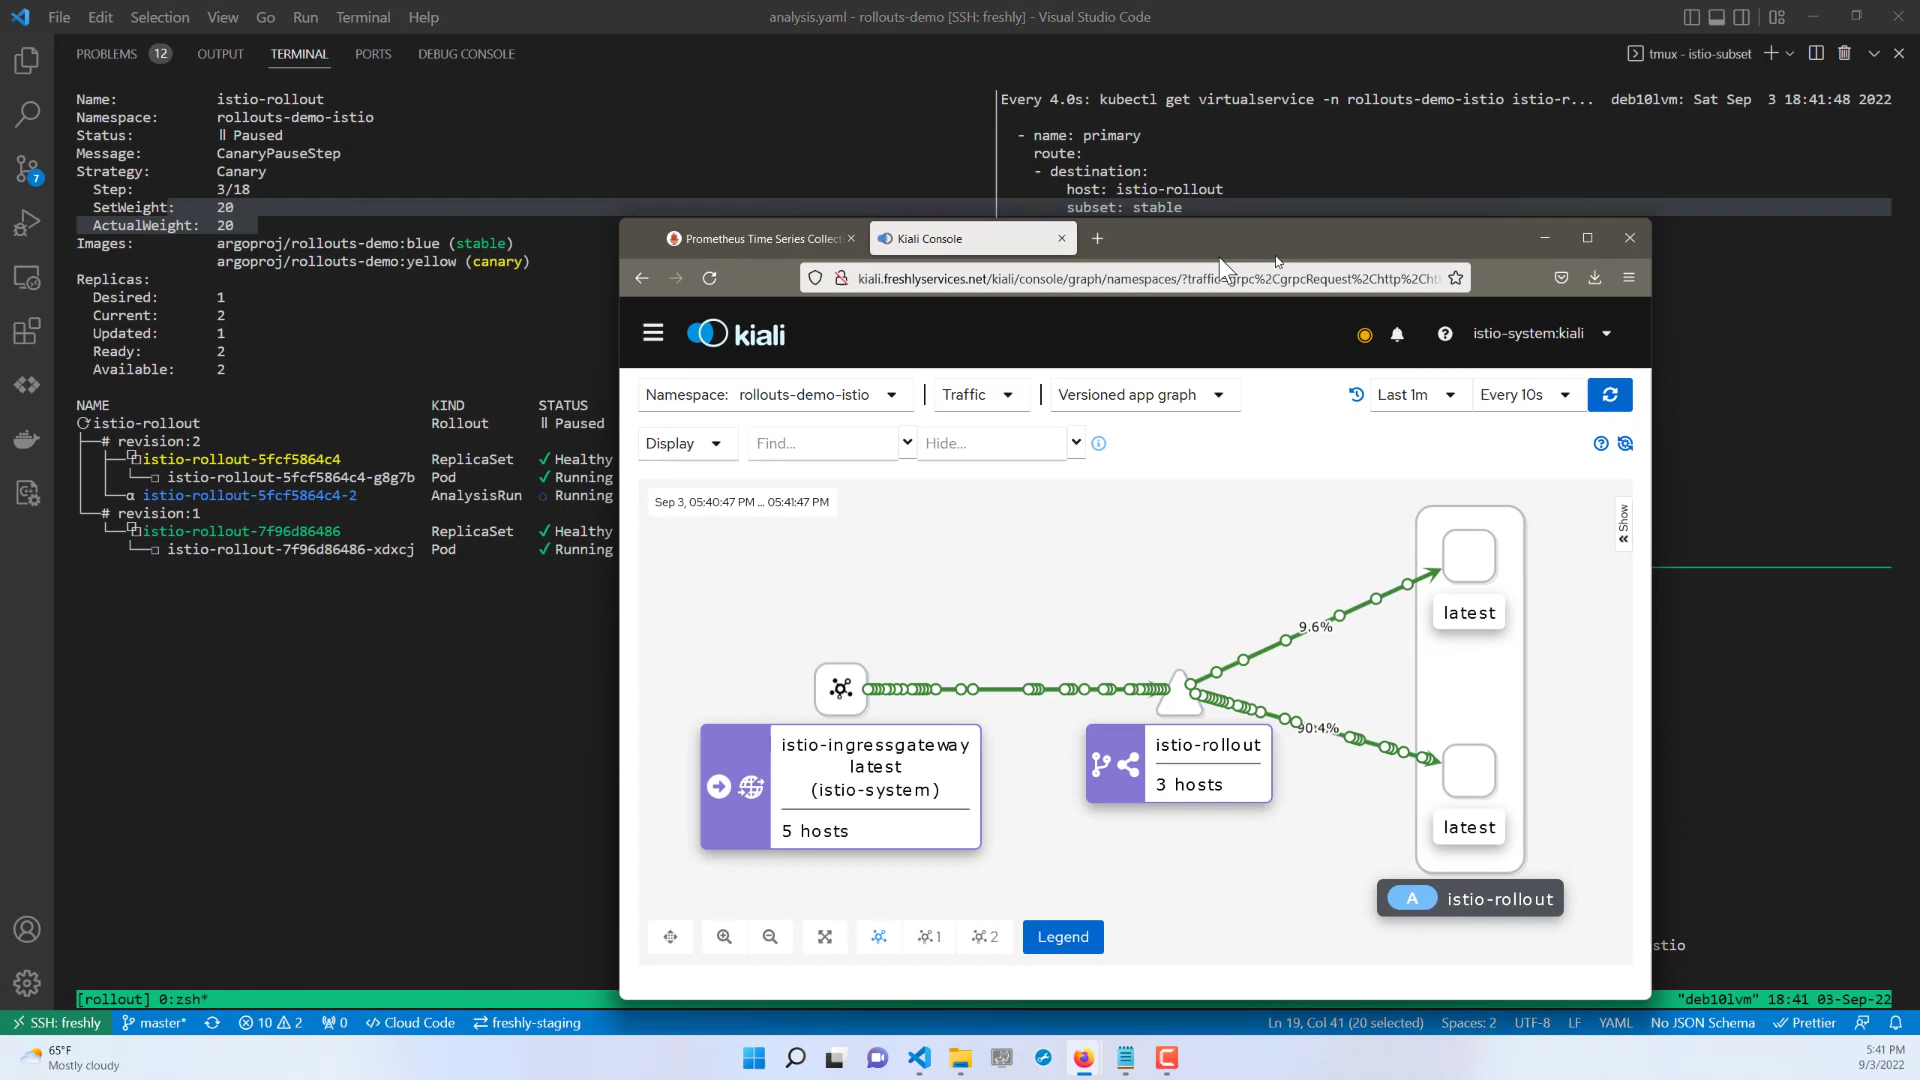 File Edit Selection View Go Run Terminal Help
analysis.yaml - rollouts-demo [SSH: freshly] - Visual Studio Code
PROBLEMS 12 OUTPUT TERMINAL PORTS DEBUG CONSOLE
tmux - istio-subset
Name: istio-rollout
Namespace: rollouts-demo-istio
Status: ॥ Paused
Message: CanaryPauseStep
Strategy: Canary
Step: 3/18
SetWeight: 20
ActualWeight: 20
Images: argoproj/rollouts-demo:blue (stable)
argoproj/rollouts-demo:yellow (canary)
Replicas:
Desired: 1
Current: 2
Updated: 1
Ready: 2
Available: 2
NAME KIND STATUS
istio-rollout Rollout ॥ Paused
# revision:2
istio-rollout-5fcf5864c4 ReplicaSet ✓ Healthy
istio-rollout-5fcf5864c4-g8g7b Pod ✓ Running
α istio-rollout-5fcf5864c4-2 AnalysisRun Running
# revision:1
istio-rollout-7f96d86486 ReplicaSet ✓ Healthy
istio-rollout-7f96d86486-xdxcj Pod ✓ Running
Every 4.0s: kubectl get virtualservice -n rollouts-demo-istio istio-r... deb10lvm: Sat Sep 3 18:41:48 2022
- name: primary
route:
- destination:
host: istio-rollout
subset: stable
Prometheus Time Series Collecti
Kiali Console
kiali.freshlyservices.net/kiali/console/graph/namespaces/?traffic=grpc%2CgrpcRequest%2Chttp%2Cht
kiali
istio-system:kiali
Namespace: rollouts-demo-istio
Traffic
Versioned app graph
Last 1m
Every 10s
Display
Find...
Hide...
Sep 3, 05:40:47 PM ... 05:41:47 PM
Show
latest
9.6%
90.4%
latest
istio-ingressgateway
latest
(istio-system)
5 hosts
istio-rollout
3 hosts
A istio-rollout
1
2
Legend
stio
[rollout] 0:zsh*
"deb10lvm" 18:41 03-Sep-22
7
SSH: freshly master* 10 2 0 Cloud Code freshly-staging
Ln 19, Col 41 (20 selected) Spaces: 2 UTF-8 LF YAML No JSON Schema Prettier
65°F
Mostly cloudy
5:41 PM
9/3/2022